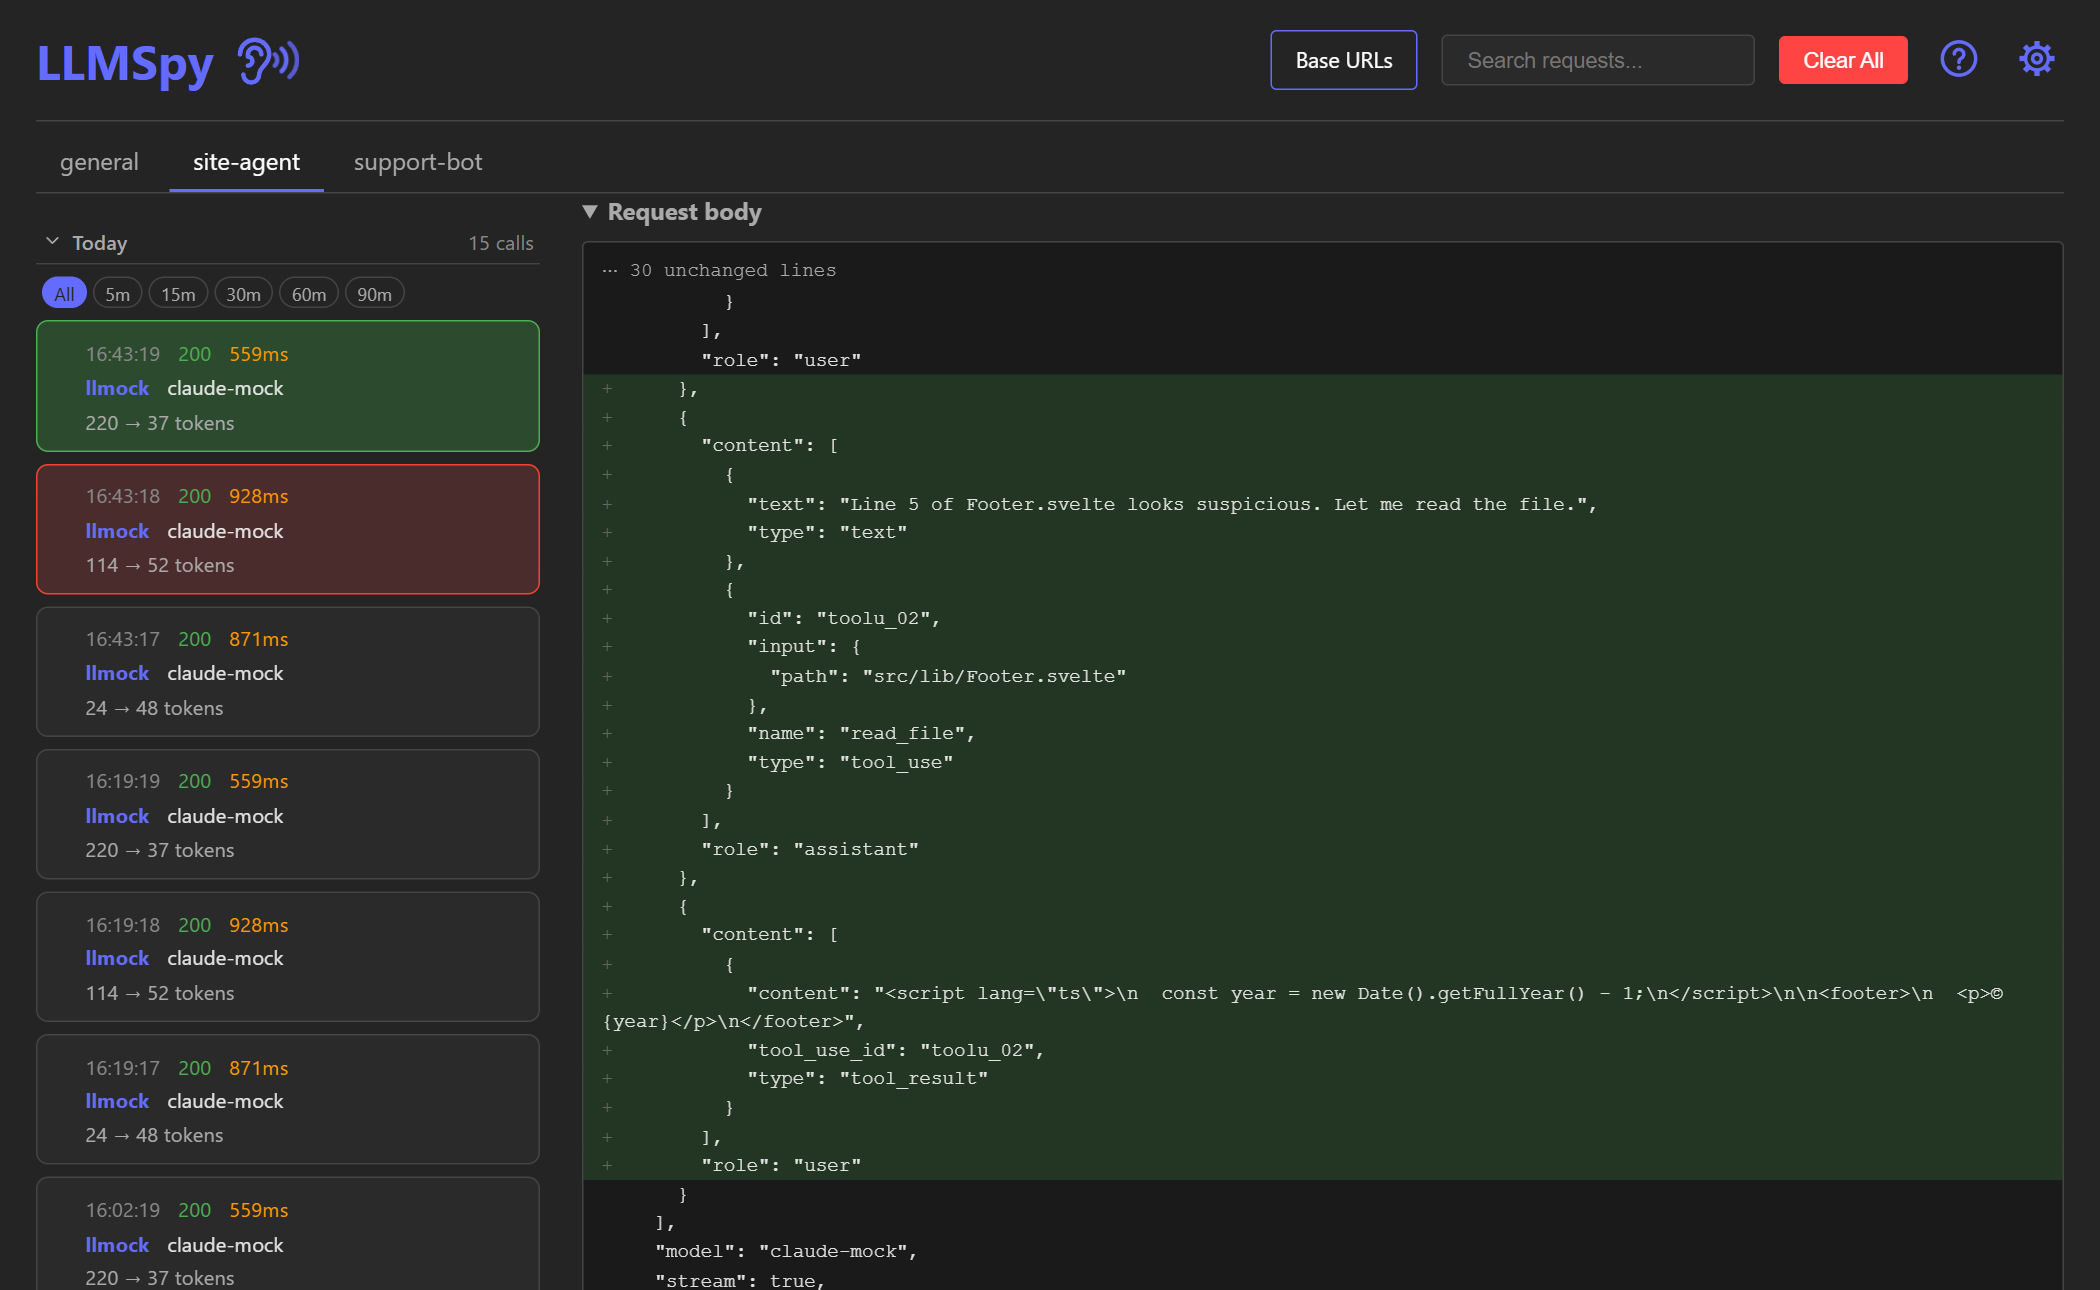 LLMSpy
Base URLs
Search requests...
Clear All
?
general
site-agent
support-bot
Today
15 calls
All
5m
15m
30m
60m
90m
16:43:19 200 559ms
llmock claude-mock
220 → 37 tokens
16:43:18 200 928ms
llmock claude-mock
114 → 52 tokens
16:43:17 200 871ms
llmock claude-mock
24 → 48 tokens
16:19:19 200 559ms
llmock claude-mock
220 → 37 tokens
16:19:18 200 928ms
llmock claude-mock
114 → 52 tokens
16:19:17 200 871ms
llmock claude-mock
24 → 48 tokens
16:02:19 200 559ms
llmock claude-mock
220 → 37 tokens
▼ Request body
··· 30 unchanged lines
          }
        ],
        "role": "user"
+      },
+      {
+        "content": [
+          {
+            "text": "Line 5 of Footer.svelte looks suspicious. Let me read the file.",
+            "type": "text"
+          },
+          {
+            "id": "toolu_02",
+            "input": {
+              "path": "src/lib/Footer.svelte"
+            },
+            "name": "read_file",
+            "type": "tool_use"
+          }
+        ],
+        "role": "assistant"
+      },
+      {
+        "content": [
+          {
+            "content": "<script lang=\"ts\">\n  const year = new Date().getFullYear() - 1;\n</script>\n\n<footer>\n  <p>©
{year}</p>\n</footer>",
+            "tool_use_id": "toolu_02",
+            "type": "tool_result"
+          }
+        ],
+        "role": "user"
      }
    ],
    "model": "claude-mock",
    "stream": true,